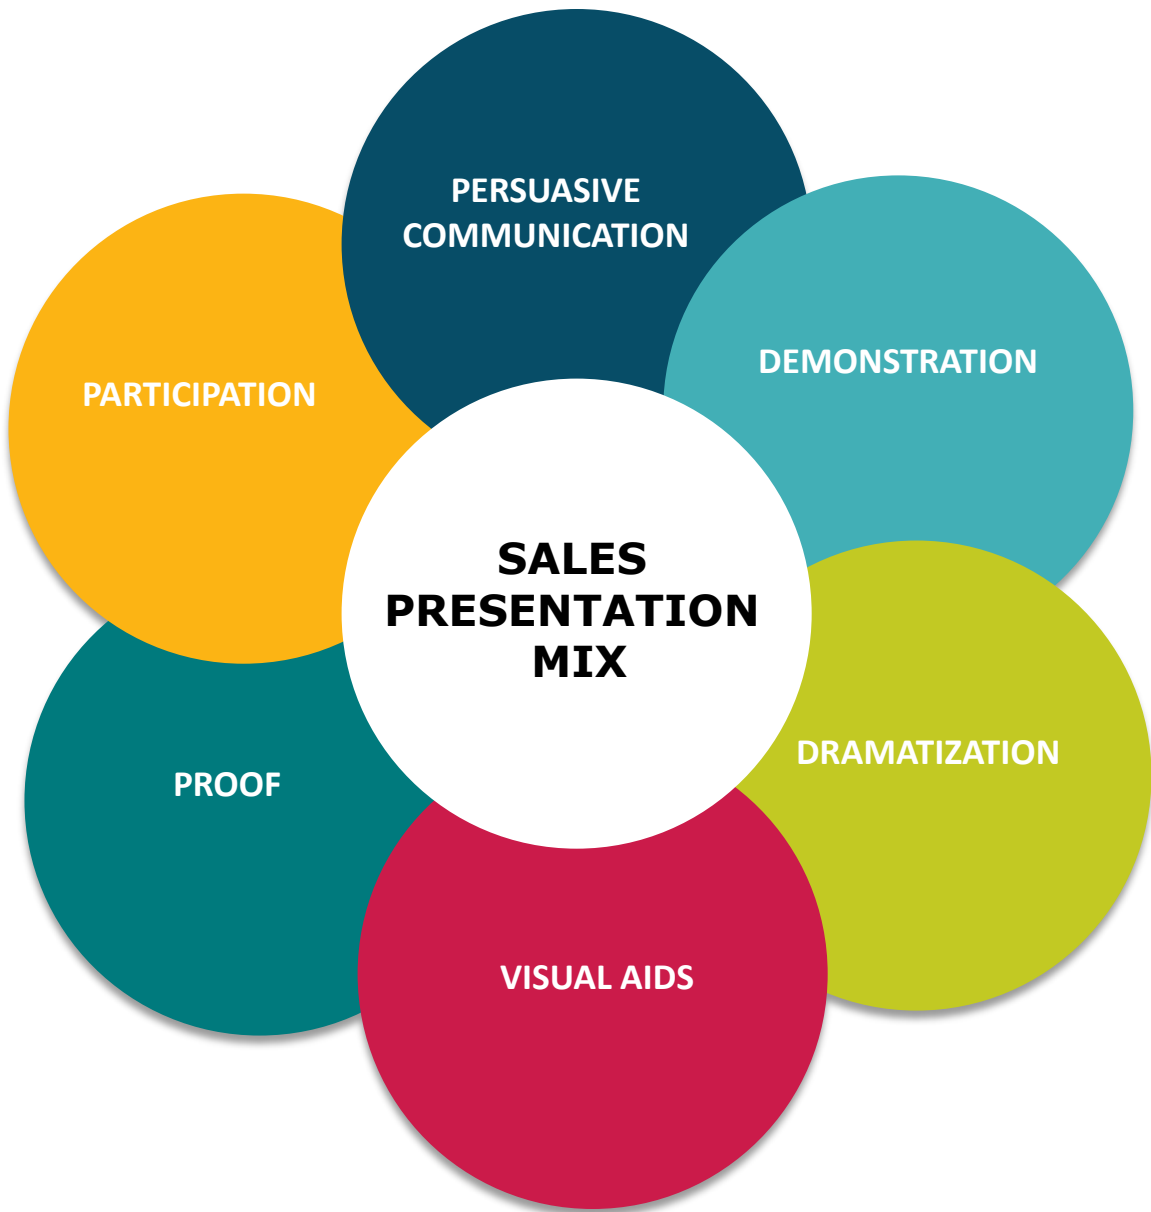 PERSUASIVE
COMMUNICATION
DEMONSTRATION
PARTICIPATION
SALES
PRESENTATION
MIX
DRAMATIZATION
PROOF
VISUAL AIDS